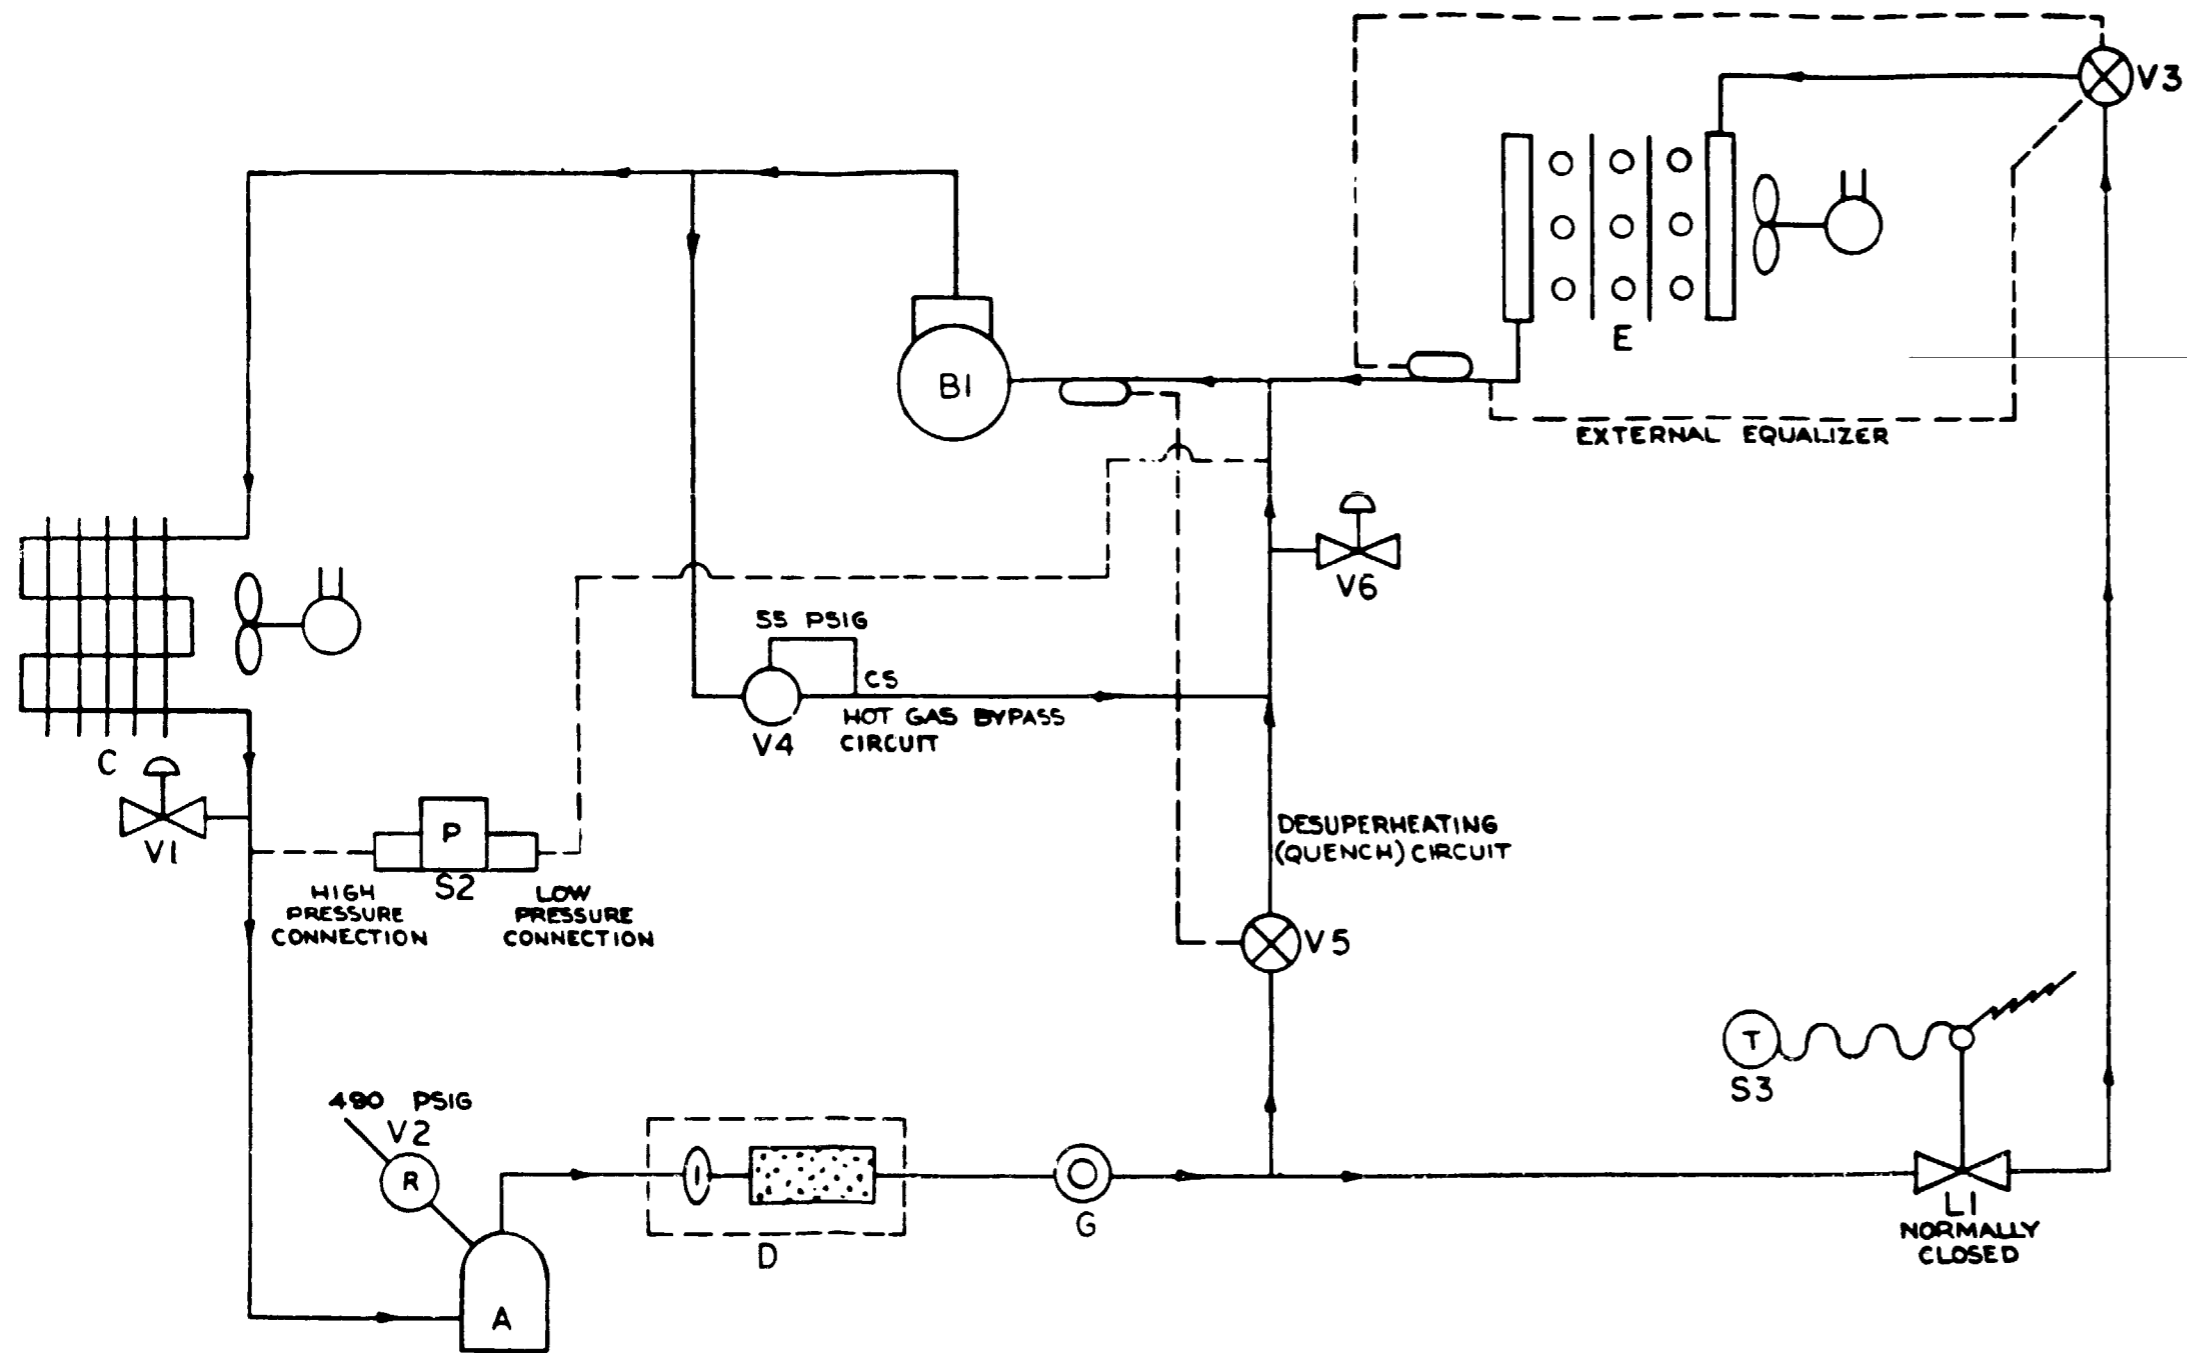 V3
E
B1
EXTERNAL EQUALIZER
V6
55 PSIG
CS
HOT GAS BYPASS
CIRCUIT
V4
C
V1
P
S2
HIGH
PRESSURE
CONNECTION
LOW
PRESSURE
CONNECTION
DESUPERHEATING
(QUENCH) CIRCUIT
V5
T
S3
490 PSIG
V2
R
A
D
G
L1
NORMALLY
CLOSED